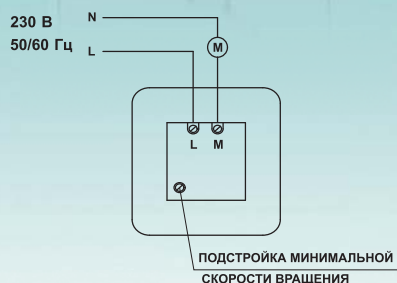 230 В N
50/60 Гц L
M
L M
ПОДСТРОЙКА МИНИМАЛЬНОЙ
СКОРОСТИ ВРАЩЕНИЯ